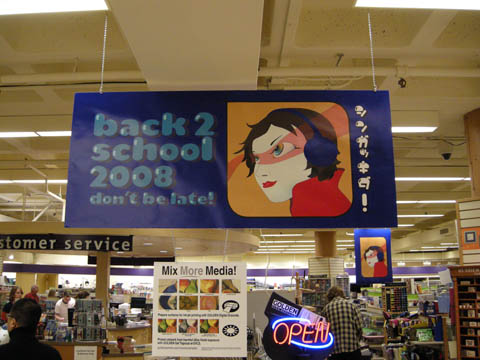 back 2
school
2008
don't be late!
シンガッキダー!
stomer service
Mix More Media!
GOLDEN
OPEN